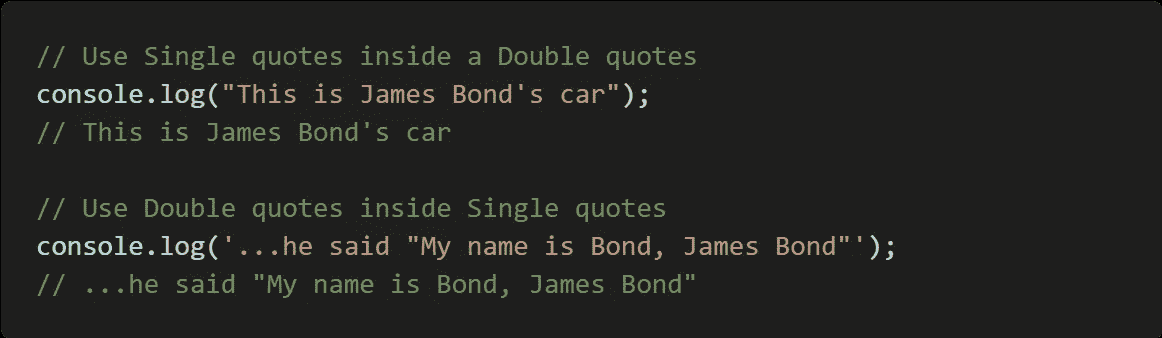 // Use Single quotes inside a Double quotes
console.log("This is James Bond's car");
// This is James Bond's car
// Use Double quotes inside Single quotes
console.log('...he said "My name is Bond, James Bond"');
// ...he said "My name is Bond, James Bond"